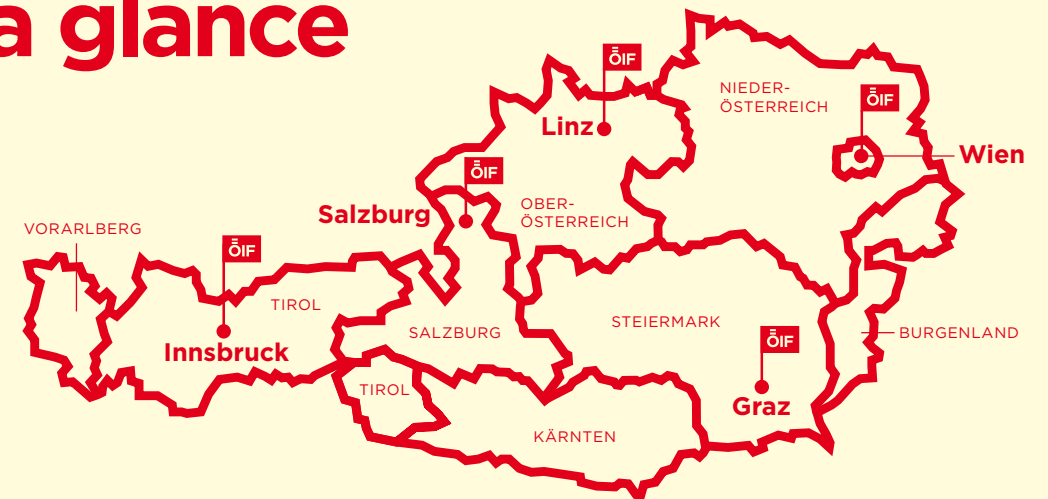 a glance
ÖIF
NIEDER-
ÖSTERREICH
ÖIF
Linz
Wien
ÖIF
OBER-
ÖSTERREICH
Salzburg
VORARLBERG
ÖIF
TIROL
Innsbruck
SALZBURG
STEIERMARK
BURGENLAND
ÖIF
TIROL
Graz
KÄRNTEN